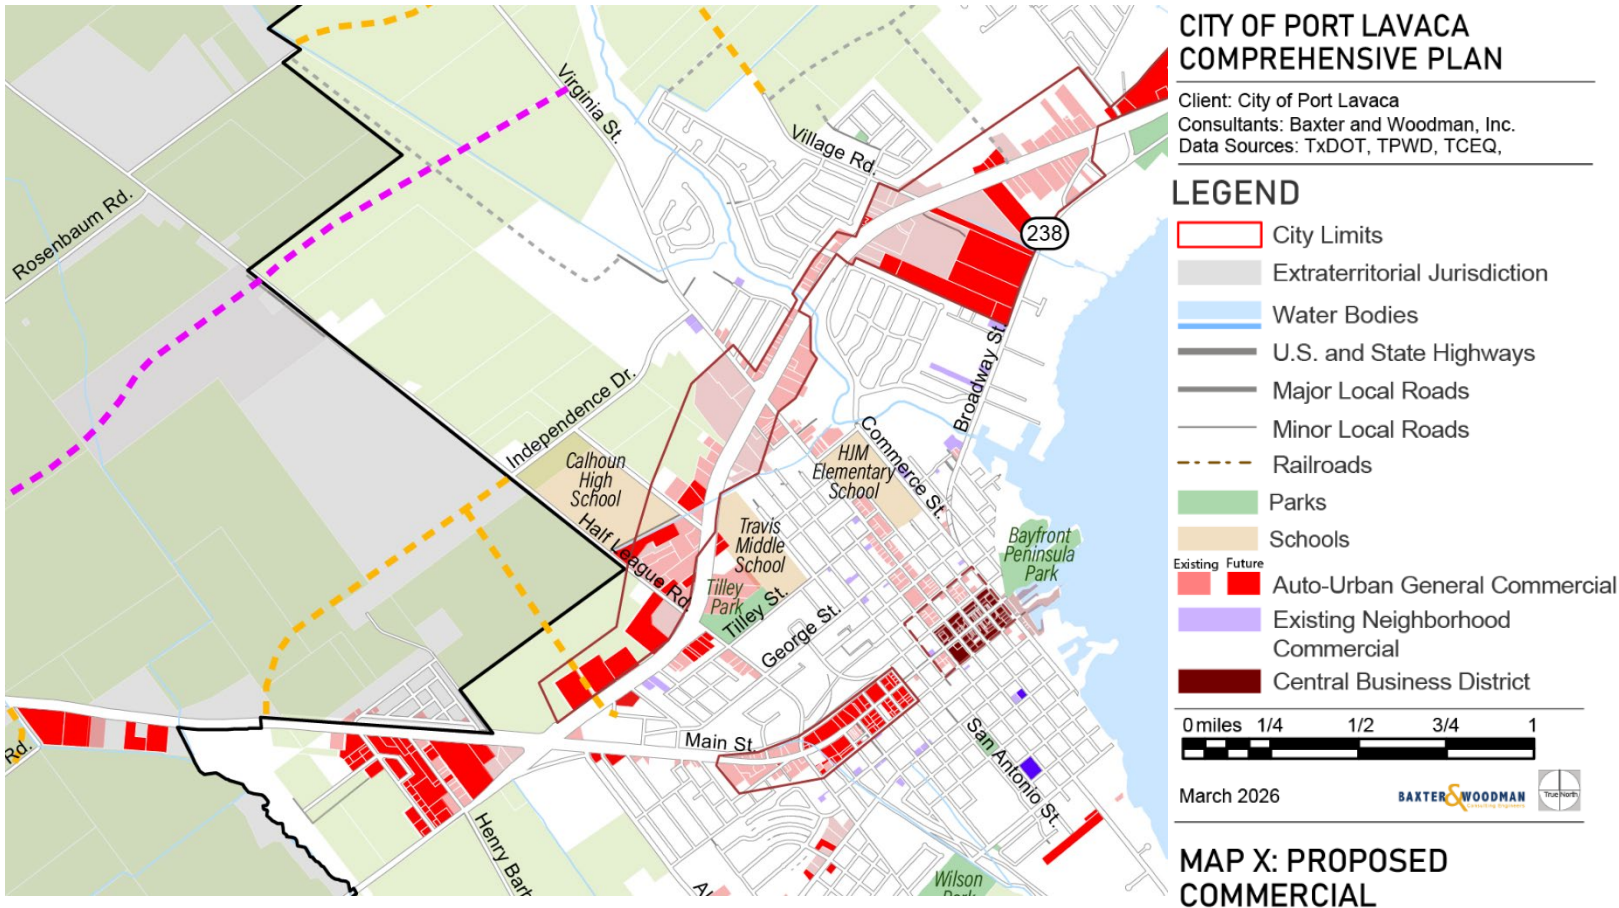 CITY OF PORT LAVACA
COMPREHENSIVE PLAN
Client: City of Port Lavaca
Consultants: Baxter and Woodman, Inc.
Data Sources: TxDOT, TPWD, TCEQ,
LEGEND
City Limits
Extraterritorial Jurisdiction
Water Bodies
U.S. and State Highways
Major Local Roads
Minor Local Roads
Railroads
Parks
Schools
Existing Future
Auto-Urban General Commercial
Existing Neighborhood
Commercial
Central Business District
0 miles 1/4 1/2 3/4 1
March 2026
BAXTER & WOODMAN
Consulting Engineers
True North
MAP X: PROPOSED
COMMERCIAL
Virginia St.
Village Rd.
Rosenbaum Rd.
238
Broadway St.
Independence Dr.
Calhoun
High
School
HJM
Elementary
School
Commerce St.
Half League Rd.
Travis
Middle
School
Bayfront
Peninsula
Park
Tilley
Park
Tilley St.
George St.
Main St.
San Antonio St.
Rd.
Henry Bart
Wilson